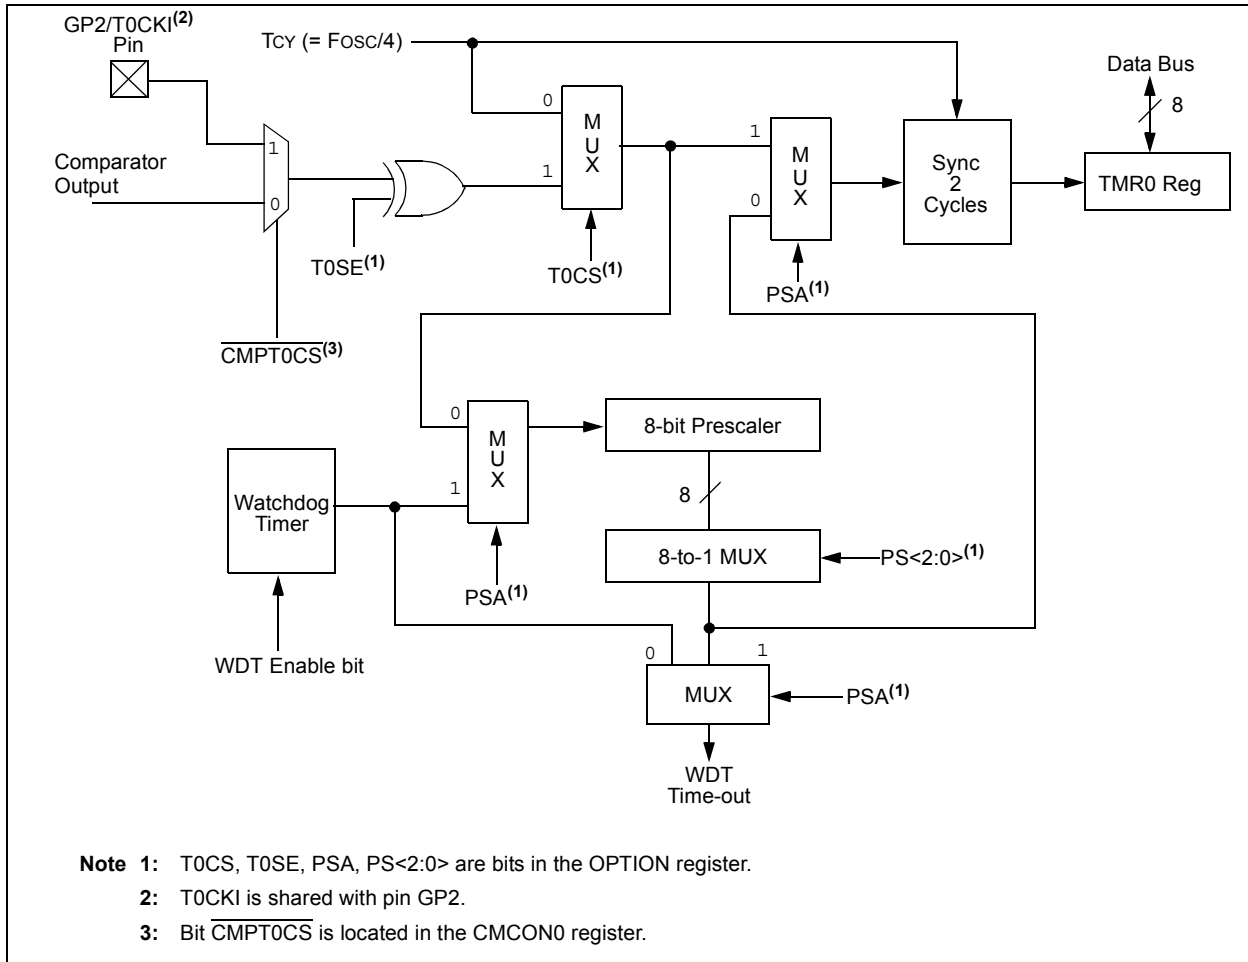 GP2/T0CKI(2)
Pin
TCY (= FOSC/4)
Data Bus
8
0
M
U
X
1
T0CS(1)
1
M
U
X
0
PSA(1)
Sync
2
Cycles
TMR0 Reg
1
0
Comparator
Output
T0SE(1)
CMPT0CS(3)
0
M
U
X
1
PSA(1)
8-bit Prescaler
8
8-to-1 MUX
PS<2:0>(1)
Watchdog
Timer
WDT Enable bit
0
1
MUX
PSA(1)
WDT
Time-out
Note 1: T0CS, T0SE, PSA, PS<2:0> are bits in the OPTION register.
2: T0CKI is shared with pin GP2.
3: Bit CMPT0CS is located in the CMCON0 register.